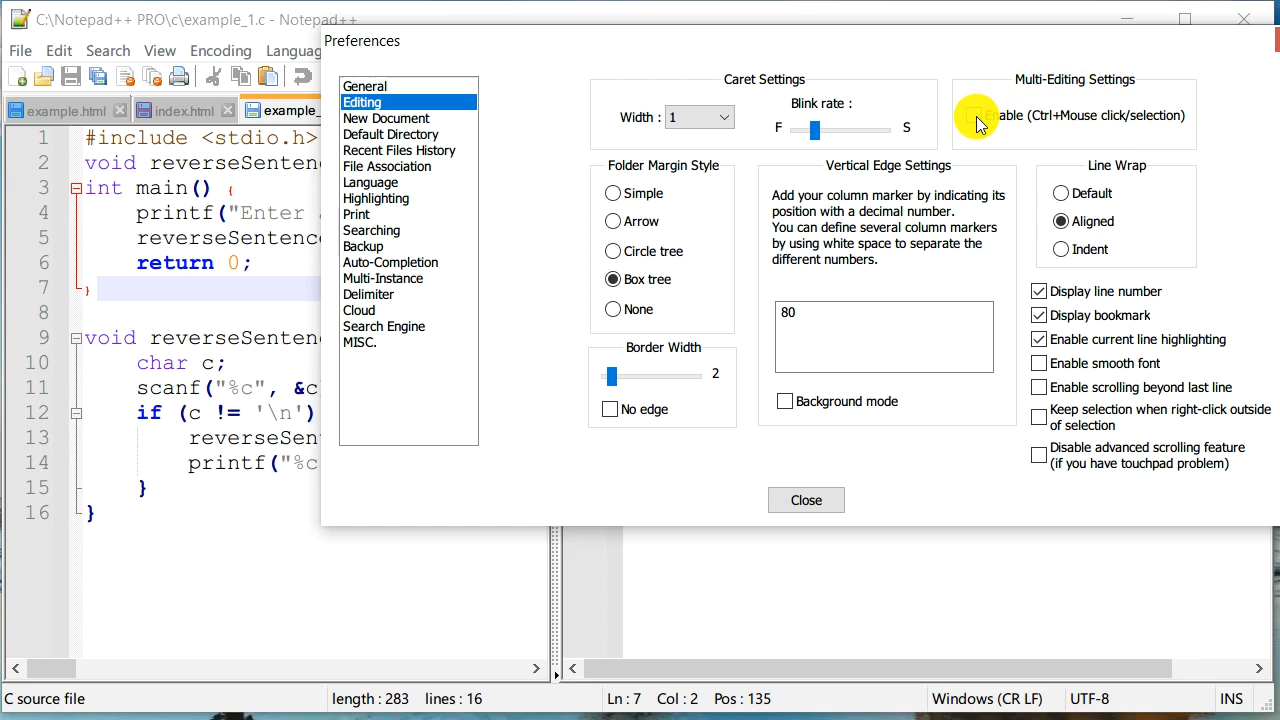 C:\Notepad++ PRO\c\example_1.c - Notepad++
File Edit Search View Encoding Languag
example.html index.html example_
1 #include <stdio.h>
2 void reverseSenten
3 int main() {
4 printf("Enter
5 reverseSentenc
6 return 0;
7 }
8
9 void reverseSenten
10 char c;
11 scanf("%c", &c
12 if (c != '\n')
13 reverseSen
14 printf("%c
15 }
16 }
Preferences
General
Editing
New Document
Default Directory
Recent Files History
File Association
Language
Highlighting
Print
Searching
Backup
Auto-Completion
Multi-Instance
Delimiter
Cloud
Search Engine
MISC.
Caret Settings
Width : 1
Blink rate :
F S
Multi-Editing Settings
Enable (Ctrl+Mouse click/selection)
Folder Margin Style
Simple
Arrow
Circle tree
Box tree
None
Border Width
2
No edge
Vertical Edge Settings
Add your column marker by indicating its
position with a decimal number.
You can define several column markers
by using white space to separate the
different numbers.
80
Background mode
Line Wrap
Default
Aligned
Indent
Display line number
Display bookmark
Enable current line highlighting
Enable smooth font
Enable scrolling beyond last line
Keep selection when right-click outside
of selection
Disable advanced scrolling feature
(if you have touchpad problem)
Close
C source file length : 283 lines : 16 Ln : 7 Col : 2 Pos : 135 Windows (CR LF) UTF-8 INS